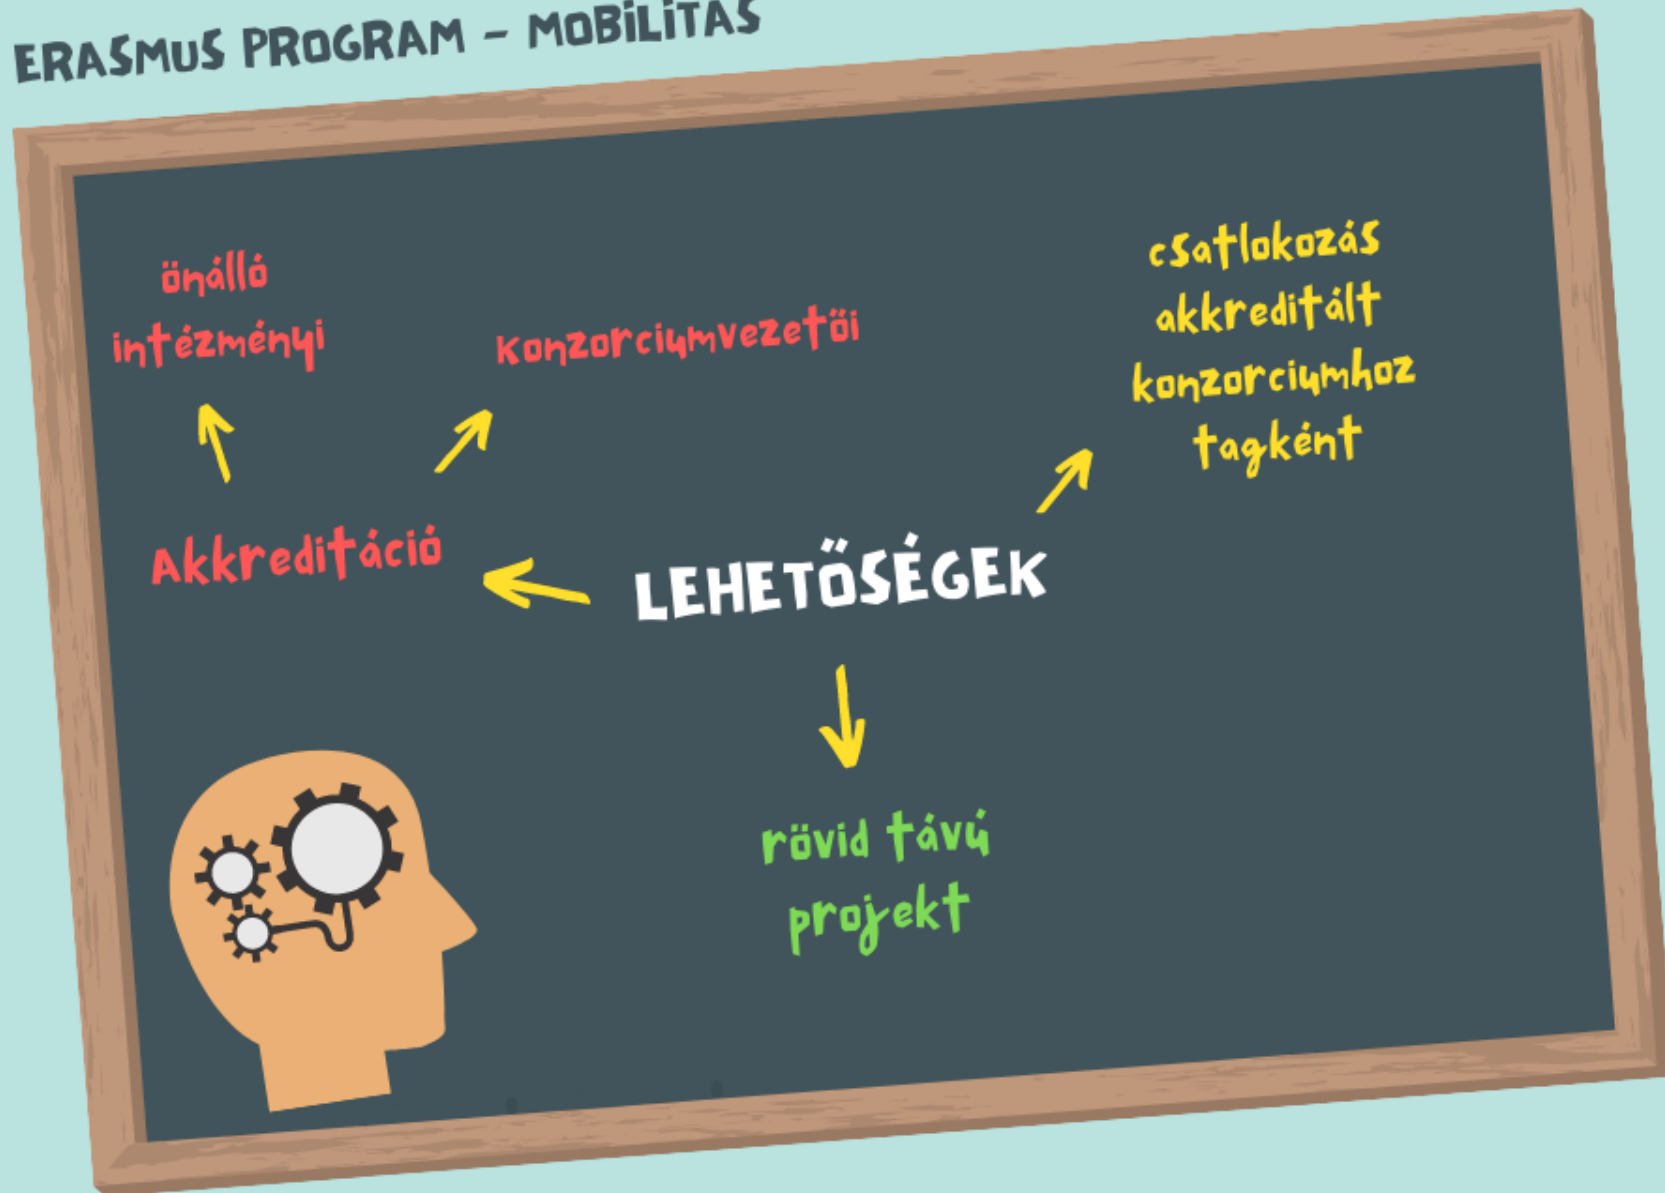 ERASMUS PROGRAM - MOBILITÁS
önálló
intézményi
Konzorciumvezetői
csatlokozás
akkreditált
konzorciumhoz
tagként
Akkreditáció
LEHETŐSÉGEK
rövid távú
projekt